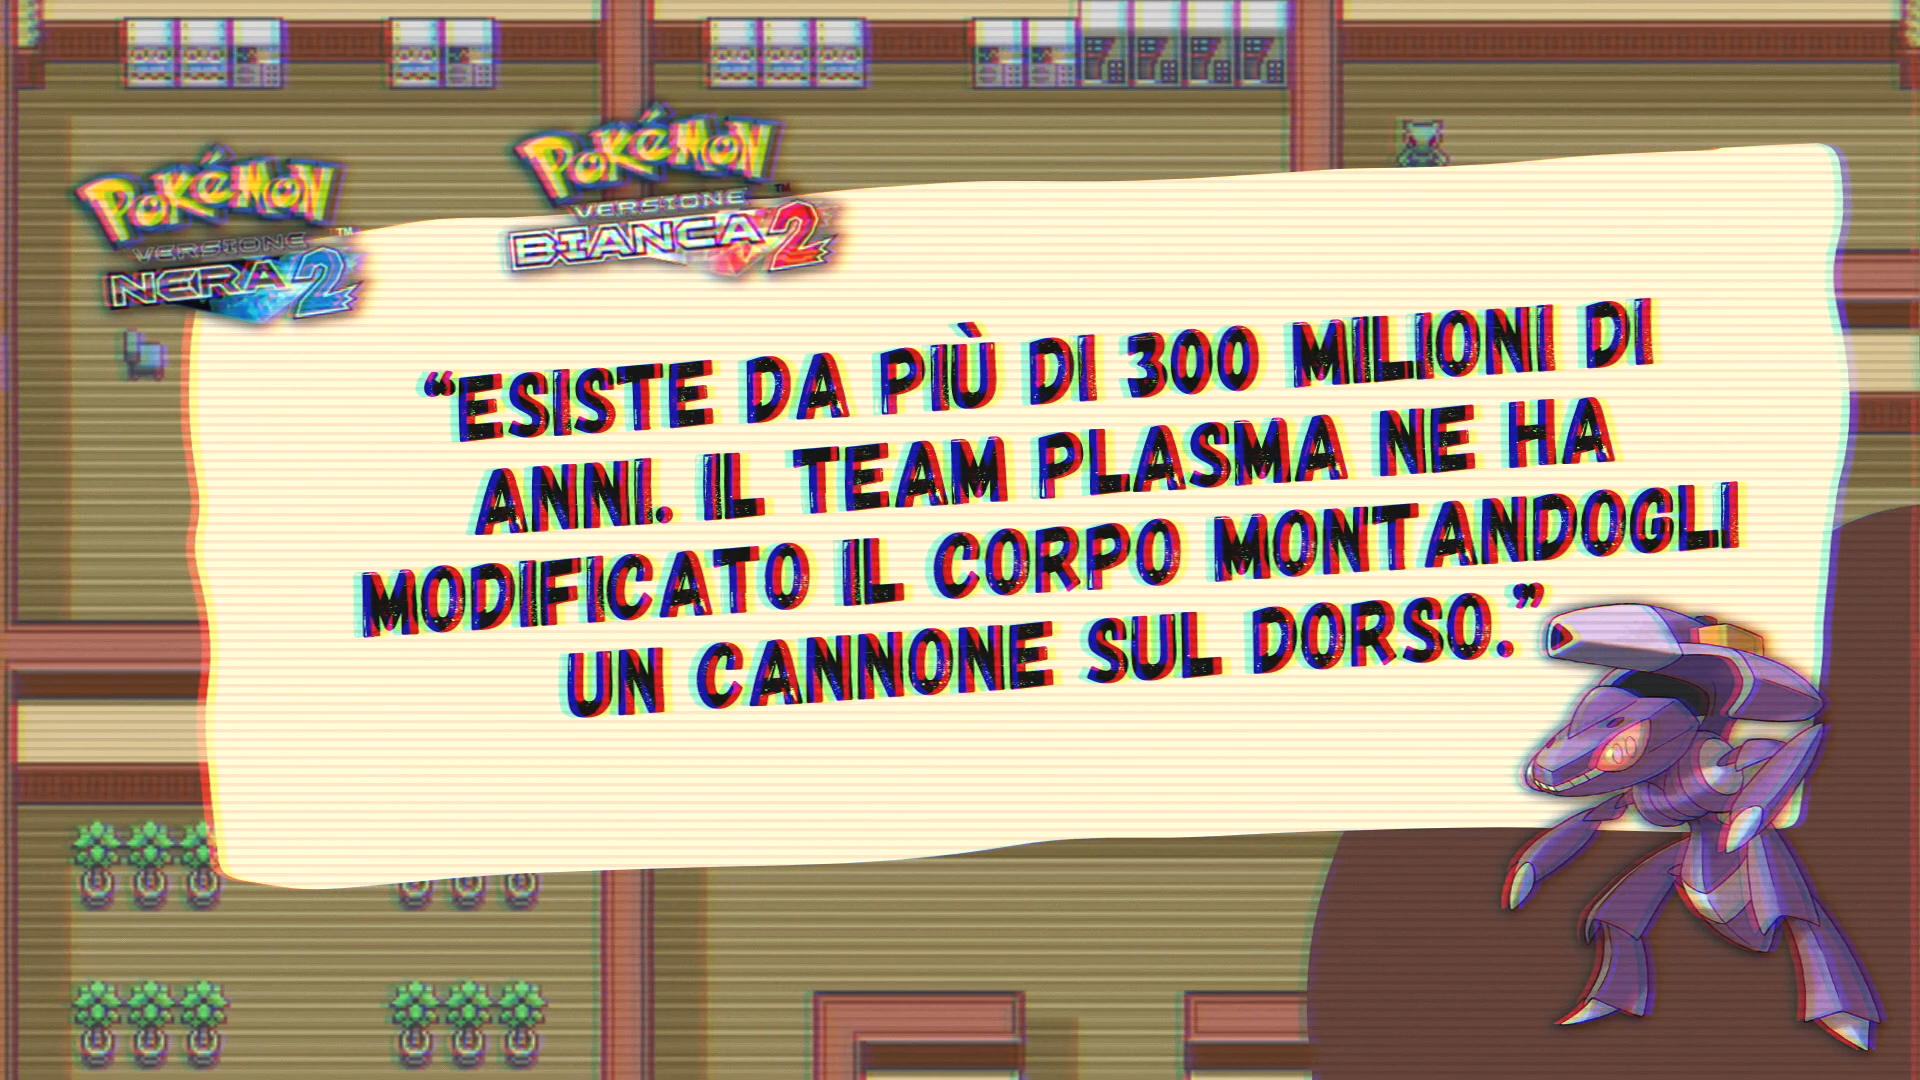 POKéMON
VERSIONE
NERA 2
POKéMON
VERSIONE
BIANCA 2
“ESISTE DA PIÙ DI 300 MILIONI DI
ANNI. IL TEAM PLASMA NE HA
MODIFICATO IL CORPO MONTANDOGLI
UN CANNONE SUL DORSO.”